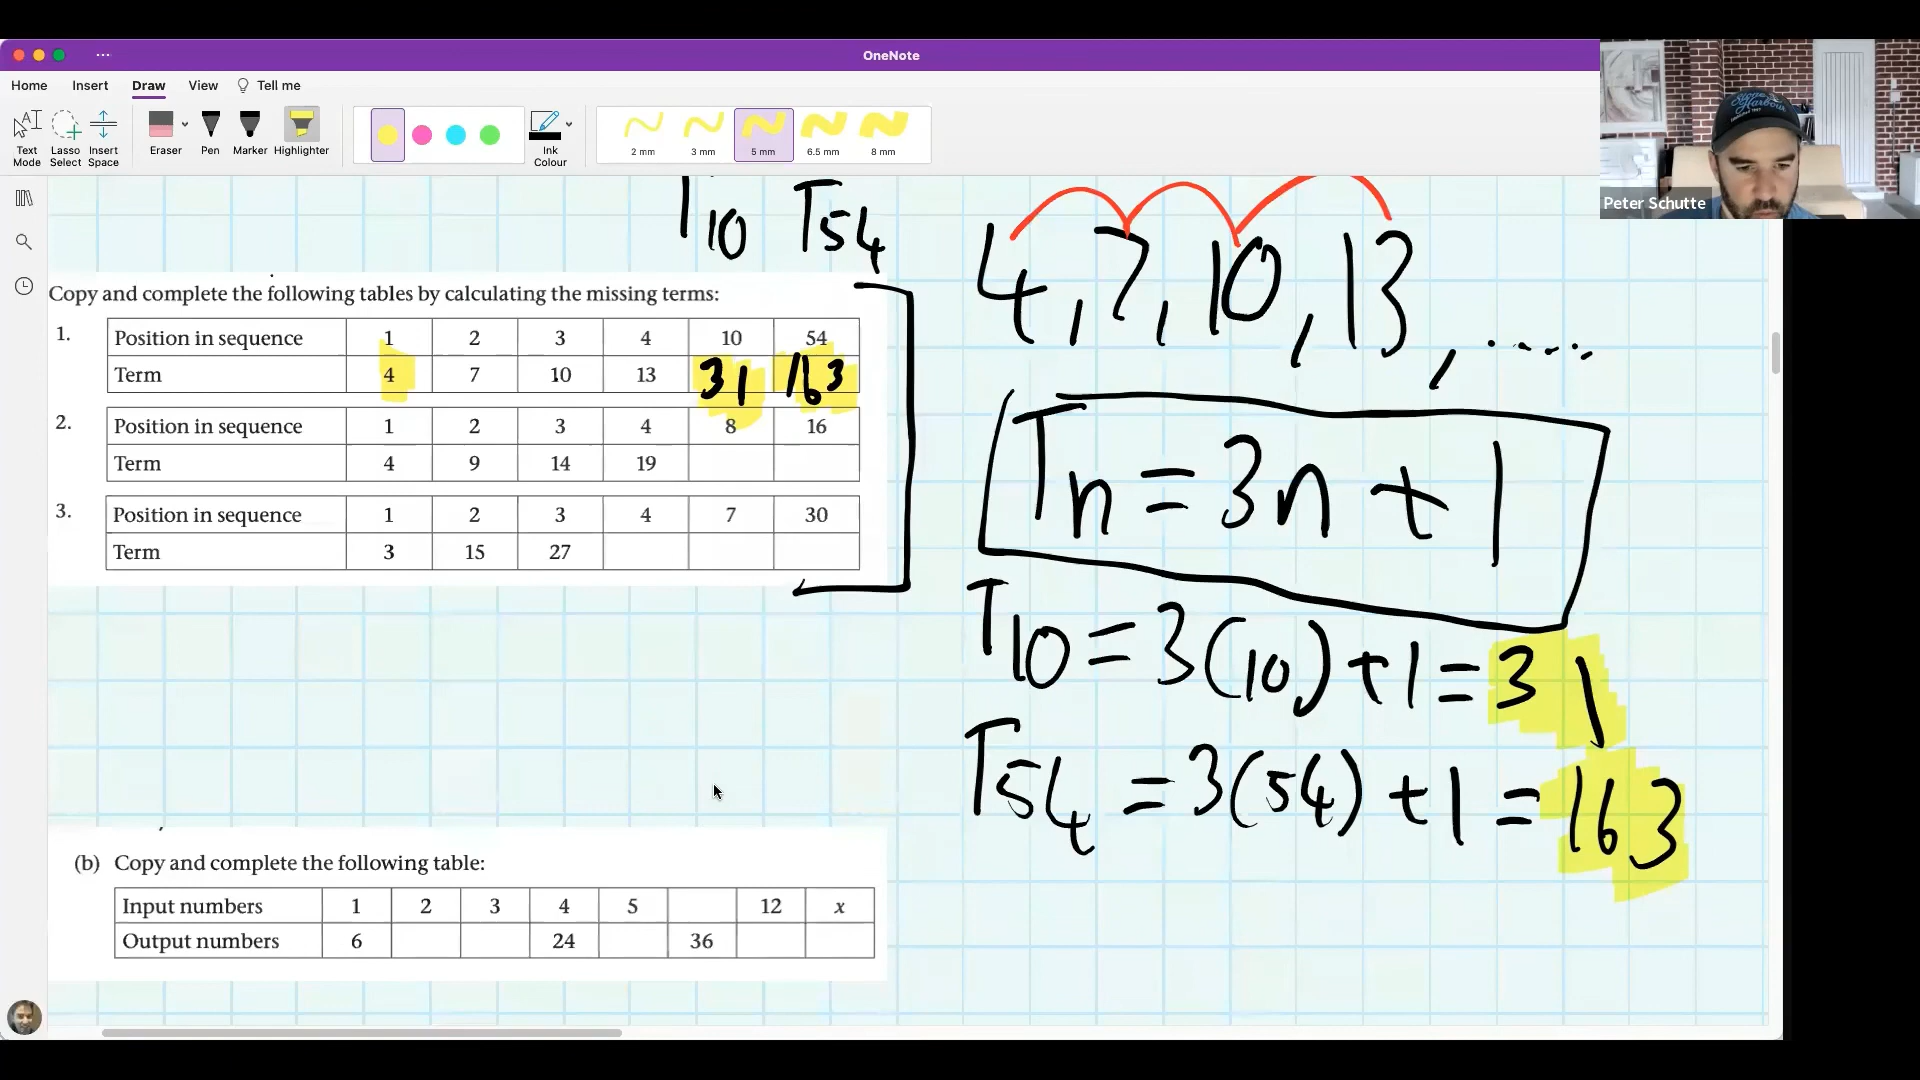 OneNote
Home Insert Draw View Tell me
Text Mode Lasso Select Insert Space Eraser Pen Marker Highlighter Ink Colour 2 mm 3 mm 5 mm 6.5 mm 8 mm
Peter Schutte
T10 T54
4, 7, 10, 13, .....
Copy and complete the following tables by calculating the missing terms:
1. Position in sequence 1 2 3 4 10 54
Term 4 7 10 13 31 163
2. Position in sequence 1 2 3 4 8 16
Term 4 9 14 19
3. Position in sequence 1 2 3 4 7 30
Term 3 15 27
Tn = 3n + 1
T10 = 3(10) + 1 = 31
T54 = 3(54) + 1 = 163
(b) Copy and complete the following table:
Input numbers 1 2 3 4 5 12 x
Output numbers 6 24 36